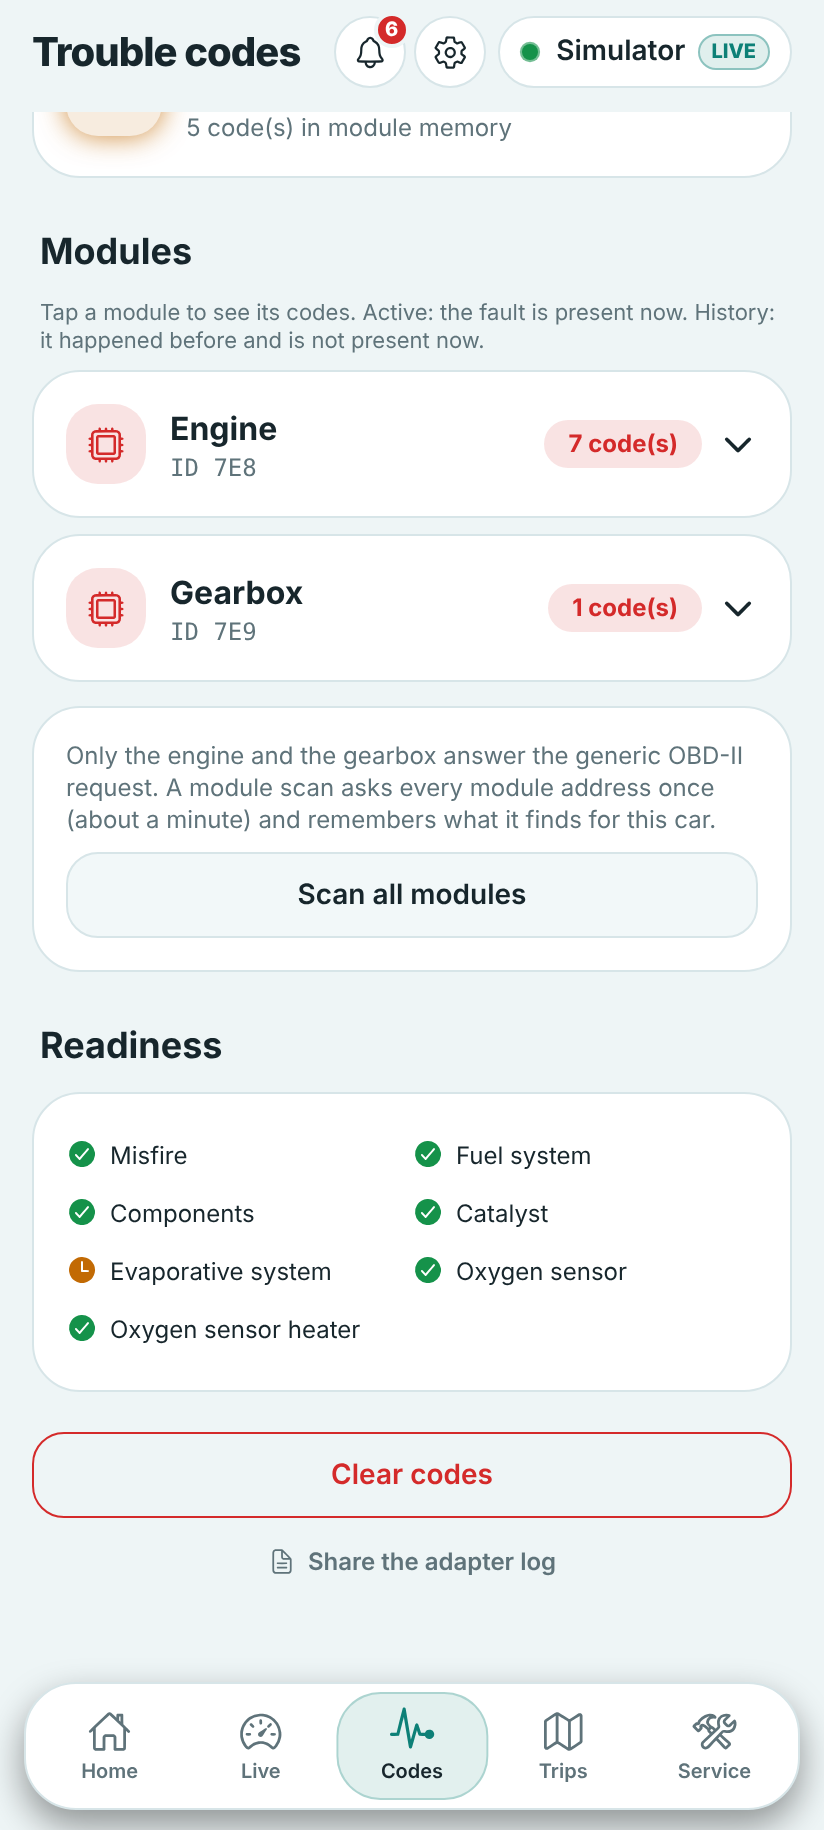 Trouble codes
6
Simulator
LIVE
5 code(s) in module memory
Modules
Tap a module to see its codes. Active: the fault is present now. History:
it happened before and is not present now.
Engine
ID 7E8
7 code(s)
Gearbox
ID 7E9
1 code(s)
Only the engine and the gearbox answer the generic OBD-II
request. A module scan asks every module address once
(about a minute) and remembers what it finds for this car.
Scan all modules
Readiness
Misfire
Fuel system
Components
Catalyst
Evaporative system
Oxygen sensor
Oxygen sensor heater
Clear codes
Share the adapter log
Home
Live
Codes
Trips
Service